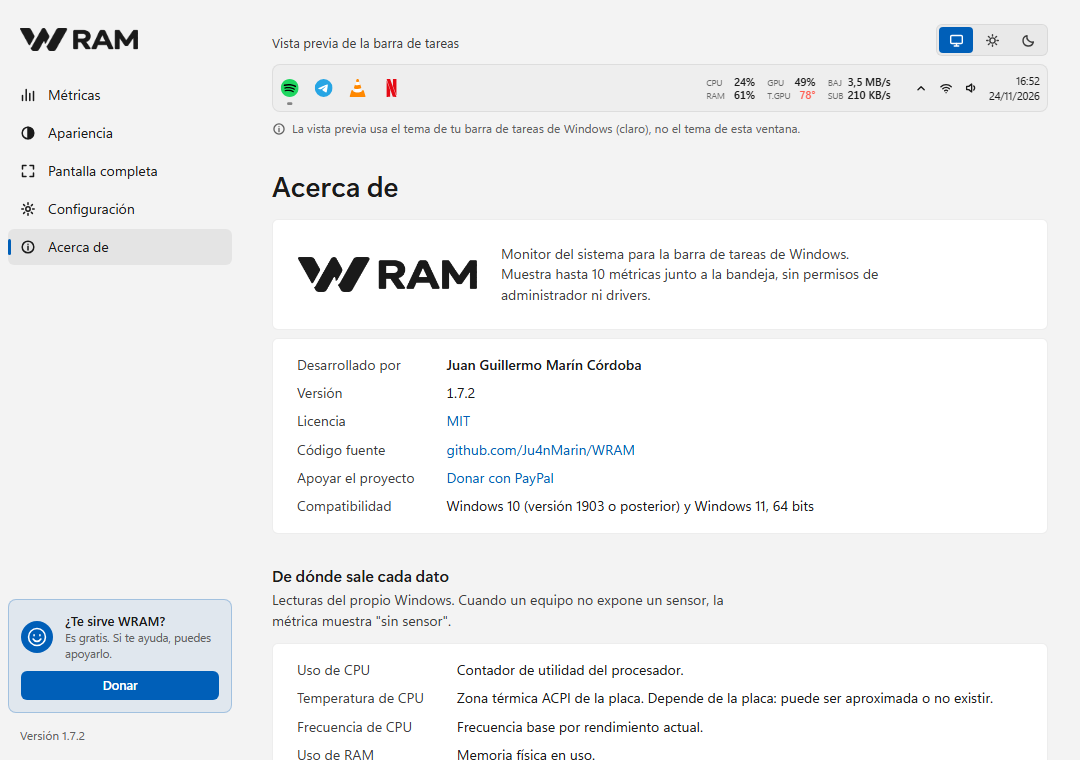 WRAM
Métricas
Apariencia
Pantalla completa
Configuración
Acerca de
¿Te sirve WRAM?
Es gratis. Si te ayuda, puedes
apoyarlo.
Donar
Versión 1.7.2
Vista previa de la barra de tareas
CPU 24% GPU 49% BAJ 3,5 MB/s
RAM 61% T.GPU 78° SUB 210 KB/s
16:52
24/11/2026
La vista previa usa el tema de tu barra de tareas de Windows (claro), no el tema de esta ventana.
Acerca de
WRAM
Monitor del sistema para la barra de tareas de Windows.
Muestra hasta 10 métricas junto a la bandeja, sin permisos de
administrador ni drivers.
Desarrollado por Juan Guillermo Marín Córdoba
Versión 1.7.2
Licencia MIT
Código fuente github.com/Ju4nMarin/WRAM
Apoyar el proyecto Donar con PayPal
Compatibilidad Windows 10 (versión 1903 o posterior) y Windows 11, 64 bits
De dónde sale cada dato
Lecturas del propio Windows. Cuando un equipo no expone un sensor, la
métrica muestra "sin sensor".
Uso de CPU Contador de utilidad del procesador.
Temperatura de CPU Zona térmica ACPI de la placa. Depende de la placa: puede ser aproximada o no existir.
Frecuencia de CPU Frecuencia base por rendimiento actual.
Uso de RAM Memoria física en uso.